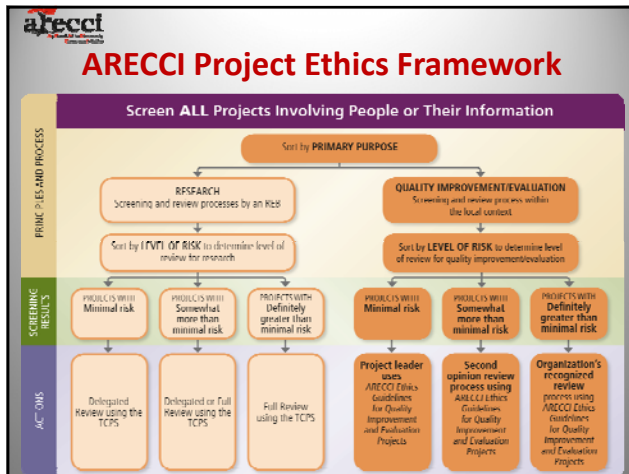 arecci
ARECCI Project Ethics Framework
Screen ALL Projects Involving People or Their Information
PRINCIPLES AND PROCESS
Sort by PRIMARY PURPOSE
RESEARCH
Screening and review processes by an REB
QUALITY IMPROVEMENT/EVALUATION
Screening and review process within
the local context
Sort by LEVEL OF RISK to determine level of
review for research
Sort by LEVEL OF RISK to determine level
of review for quality improvement/evaluation
SCREENING
RESULTS
PROJECTS WITH
Minimal risk
PROJECTS WITH
Somewhat
more than
minimal risk
PROJECTS WITH
Definitely
greater than
minimal risk
PROJECTS WITH
Minimal risk
PROJECTS WITH
Somewhat
more than
minimal risk
PROJECTS WITH
Definitely
greater than
minimal risk
ACTIONS
Delegated
Review using the
TCPS
Delegated or Full
Review using the
TCPS
Full Review
using the TCPS
Project leader
uses
ARECCI Ethics
Guidelines
for Quality
Improvement
and Evaluation
Projects
Second
opinion review
process using
ARECCI Ethics
Guidelines
for Quality
Improvement
and Evaluation
Projects
Organization's
recognized
review
process using
ARECCI Ethics
Guidelines
for Quality
Improvement
and Evaluation
Projects